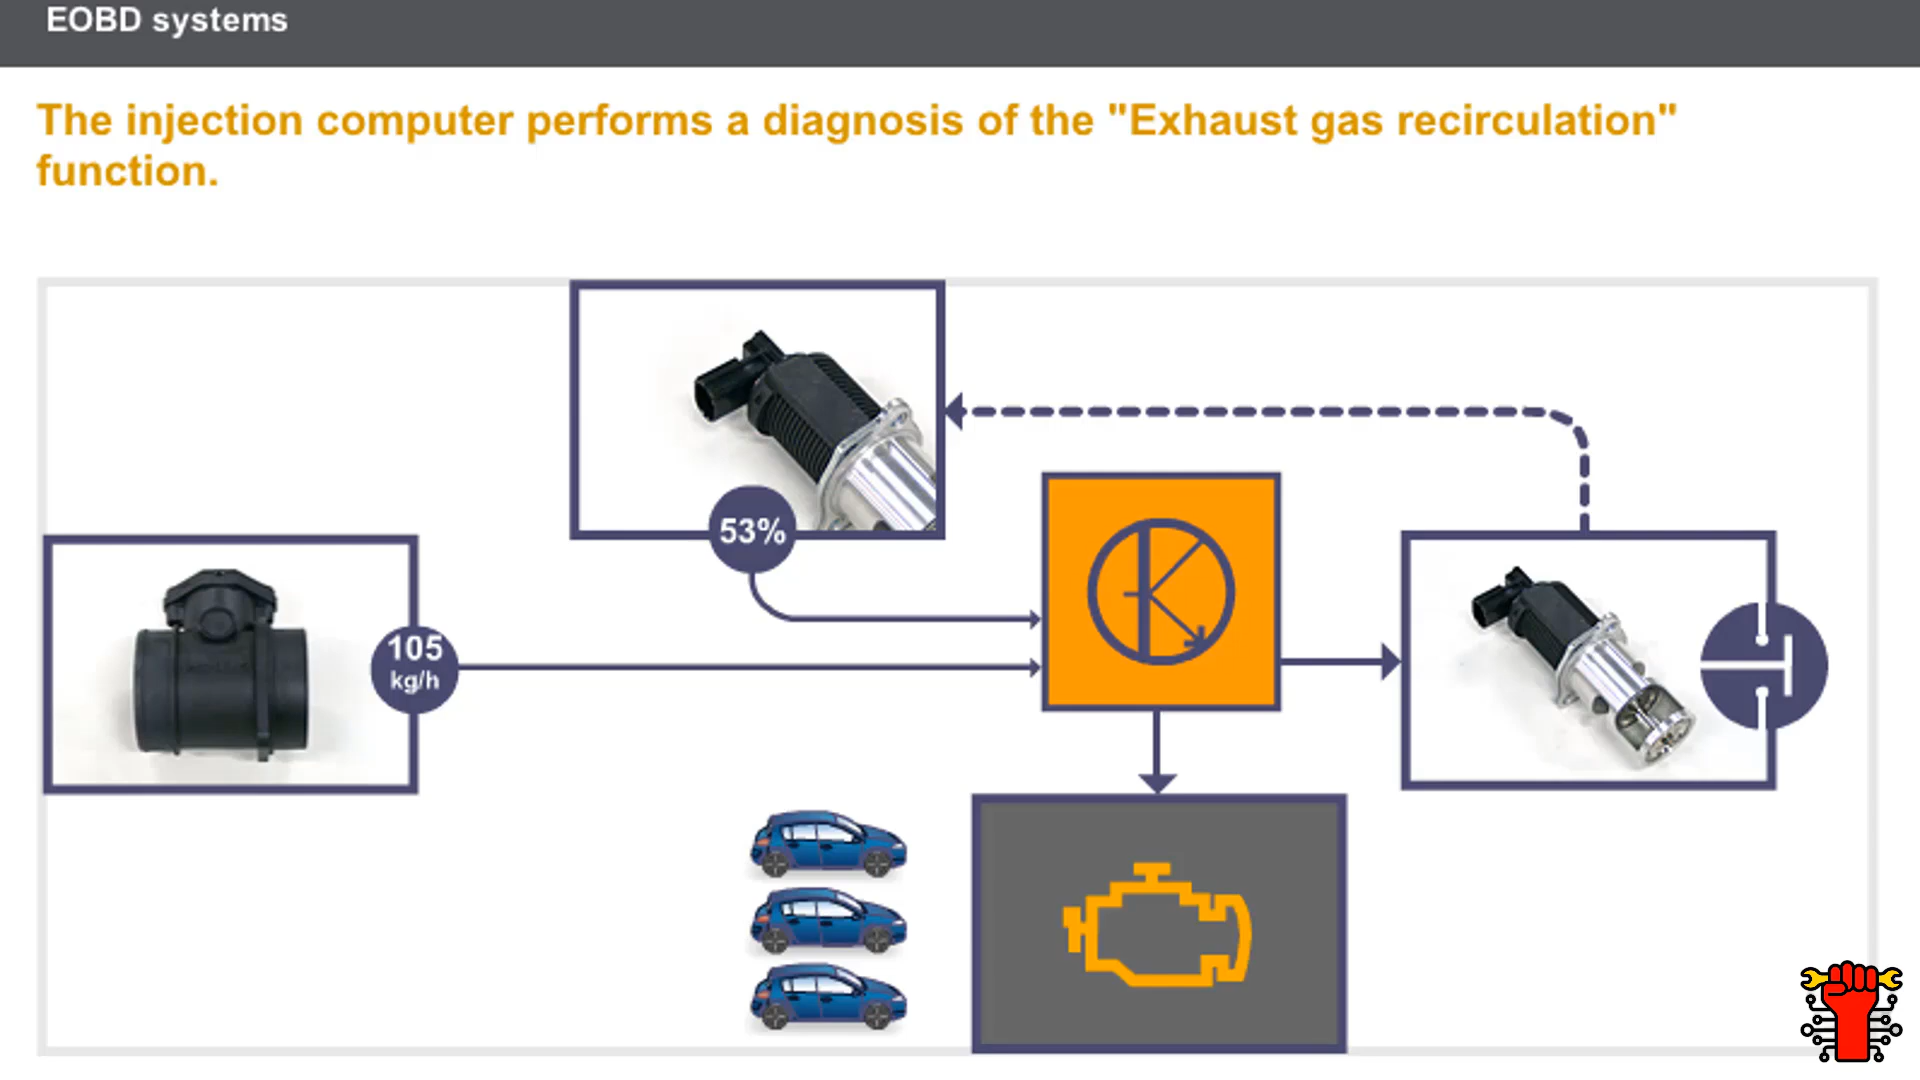 EOBD systems
The injection computer performs a diagnosis of the "Exhaust gas recirculation"
function.
53%
105
kg/h